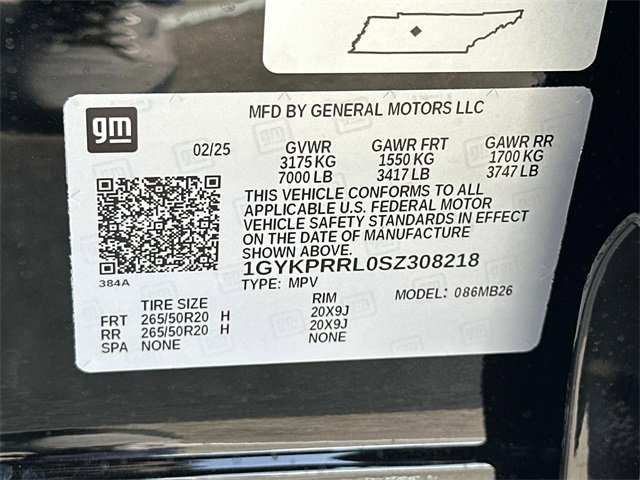 gm
MFD BY GENERAL MOTORS LLC
02/25 GVWR GAWR FRT GAWR RR
3175 KG 1550 KG 1700 KG
7000 LB 3417 LB 3747 LB
THIS VEHICLE CONFORMS TO ALL
APPLICABLE U.S. FEDERAL MOTOR
VEHICLE SAFETY STANDARDS IN EFFECT
ON THE DATE OF MANUFACTURE
SHOWN ABOVE.
1GYKPRRL0SZ308218
384A
TYPE: MPV MODEL: 086MB26
TIRE SIZE RIM
FRT 265/50R20 H 20X9J
RR 265/50R20 H 20X9J
SPA NONE NONE